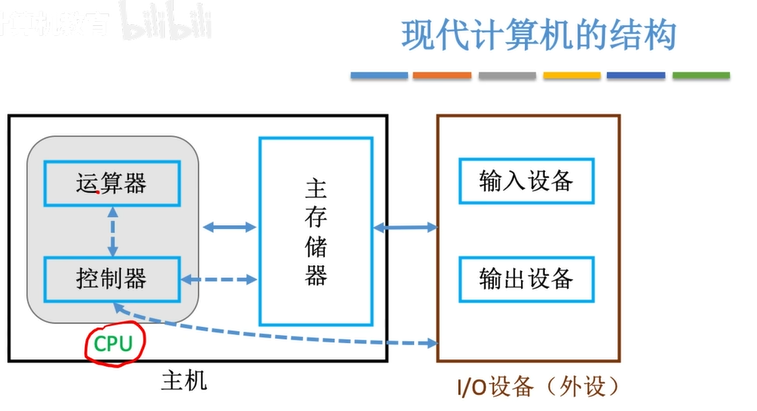 bilibili
现代计算机的结构
运算器
控制器
CPU
主存储器
主机
输入设备
输出设备
I/O设备（外设）